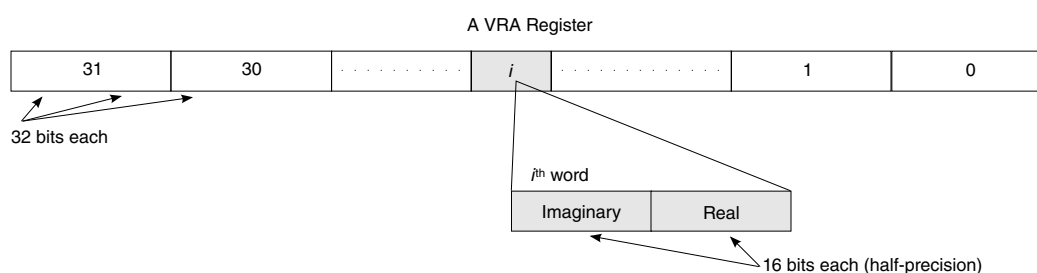 A VRA Register
31 30 . . . . . . . . . . i . . . . . . . . . . . . . 1 0
32 bits each
ith word
Imaginary Real
16 bits each (half-precision)